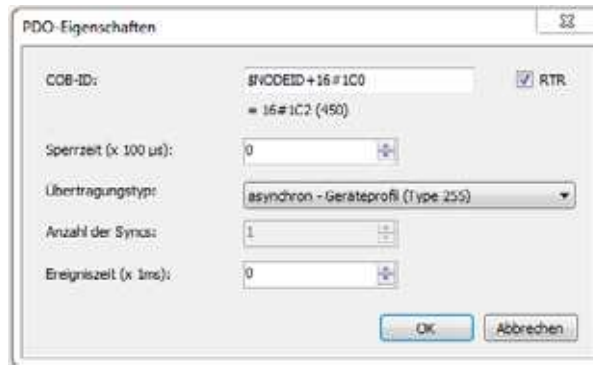 PDO-Eigenschaften
COB-ID: $NODEID+16#1C0 RTR
= 16#1C2 (450)
Sperrzeit (x 100 µs): 0
Übertragungstyp: asynchron - Geräteprofil (Type 255)
Anzahl der Syncs: 1
Ereigniszeit (x 1ms): 0
OK Abbrechen